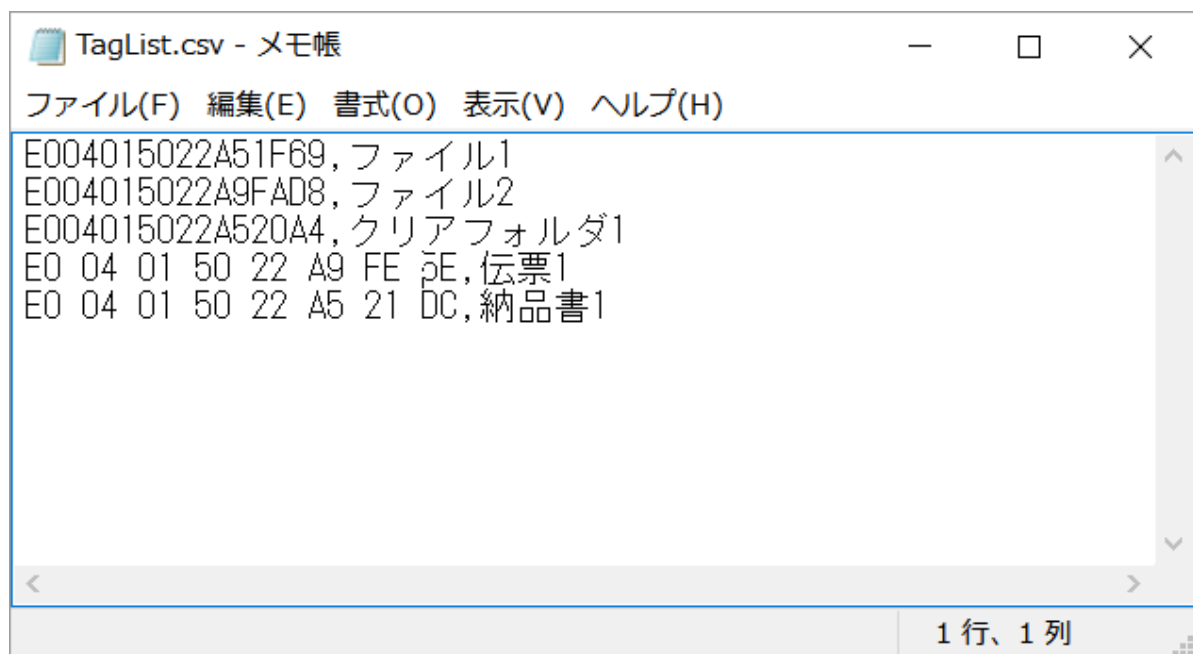 TagList.csv - メモ帳
ファイル(F) 編集(E) 書式(O) 表示(V) ヘルプ(H)
E004015022A51F69,ファイル1
E004015022A9FAD8,ファイル2
E004015022A520A4,クリアフォルダ1
E0 04 01 50 22 A9 FE ,伝票1
E0 04 01 50 22 A5 21 DC,納品書1
1 行、1 列